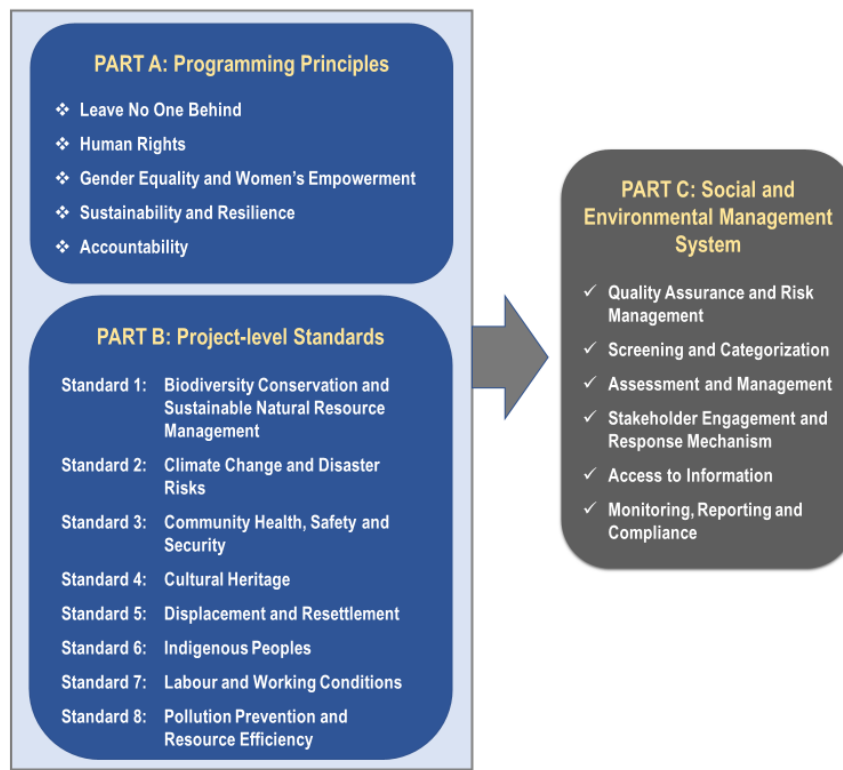 PART A: Programming Principles
❖ Leave No One Behind
❖ Human Rights
❖ Gender Equality and Women's Empowerment
❖ Sustainability and Resilience
❖ Accountability
PART B: Project-level Standards
Standard 1: Biodiversity Conservation and
Sustainable Natural Resource
Management
Standard 2: Climate Change and Disaster
Risks
Standard 3: Community Health, Safety and
Security
Standard 4: Cultural Heritage
Standard 5: Displacement and Resettlement
Standard 6: Indigenous Peoples
Standard 7: Labour and Working Conditions
Standard 8: Pollution Prevention and
Resource Efficiency
PART C: Social and
Environmental Management
System
✓ Quality Assurance and Risk
Management
✓ Screening and Categorization
✓ Assessment and Management
✓ Stakeholder Engagement and
Response Mechanism
✓ Access to Information
✓ Monitoring, Reporting and
Compliance